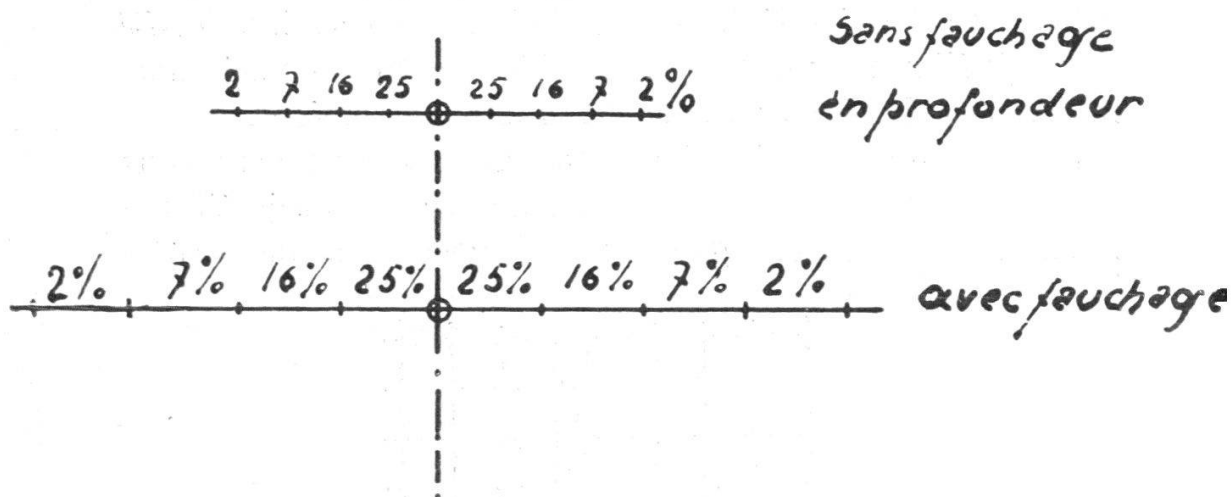 Sans fauchage
en profondeur
2 7 16 25 25 16 7 2%
2% 7% 16% 25% 25% 16% 7% 2%
avec fauchage